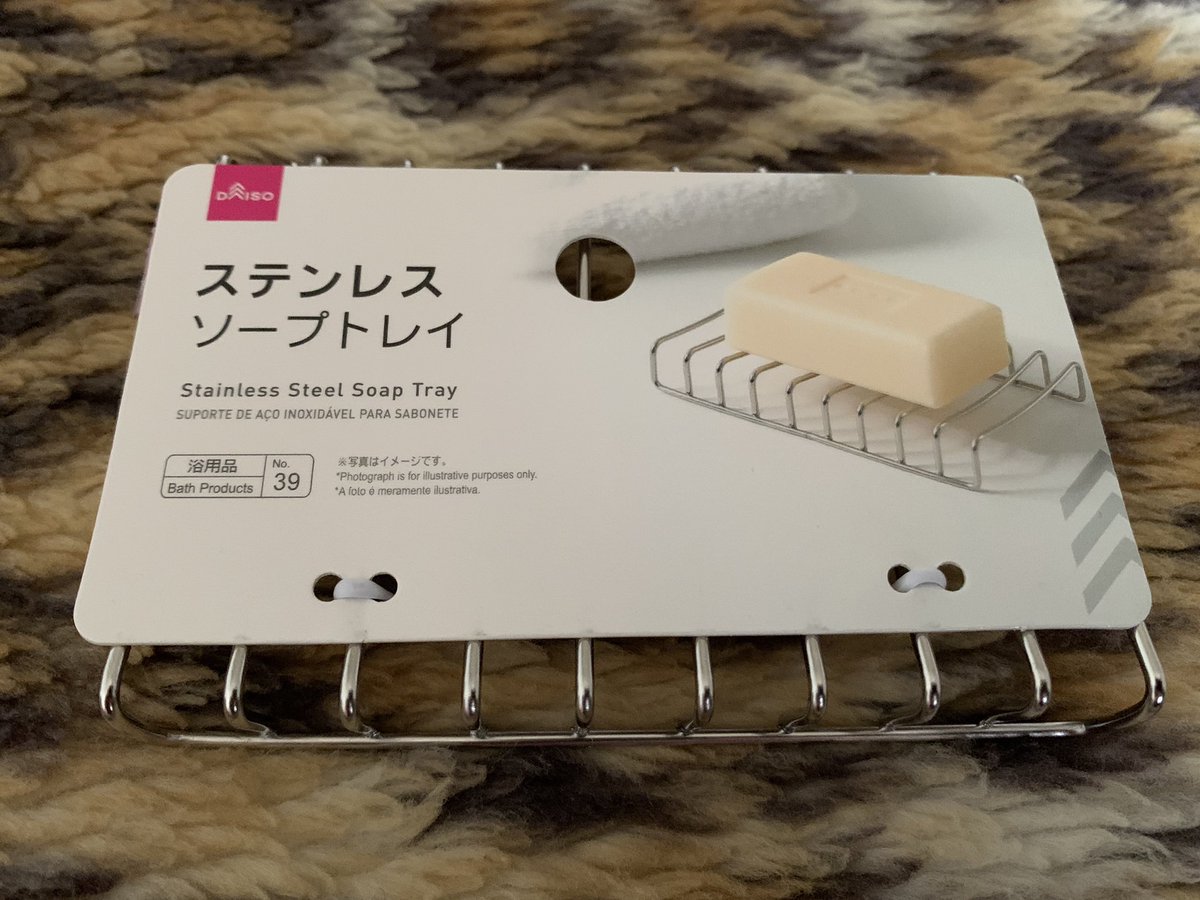 DAISO
ステンレス
ソープトレイ
Stainless Steel Soap Tray
SUPORTE DE AÇO INOXIDÁVEL PARA SABONETE
浴用品
Bath Products
No.
39
※写真はイメージです。
*Photograph is for illustrative purposes only.
*A foto é meramente ilustrativa.